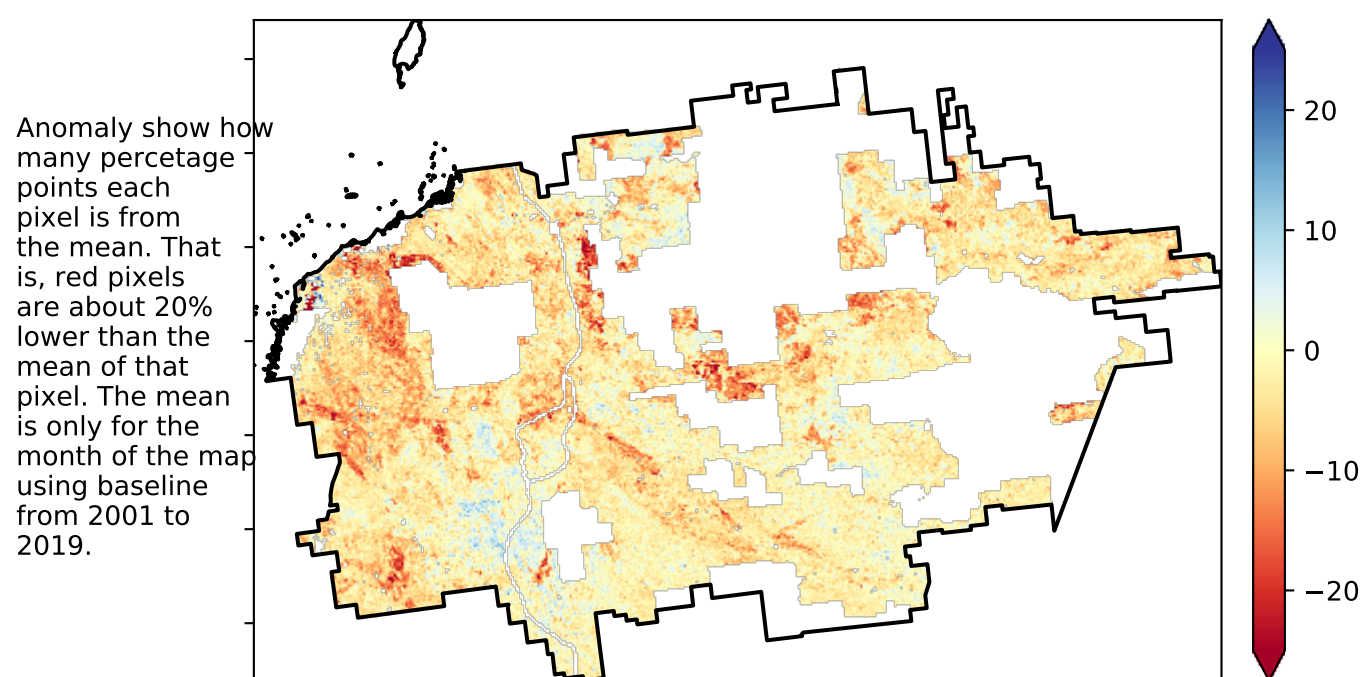 Anomaly show how
many percetage
points each
pixel is from
the mean. That
is, red pixels
are about 20%
lower than the
mean of that
pixel. The mean
is only for the
month of the map
using baseline
from 2001 to
2019.
20
10
0
−10
−20